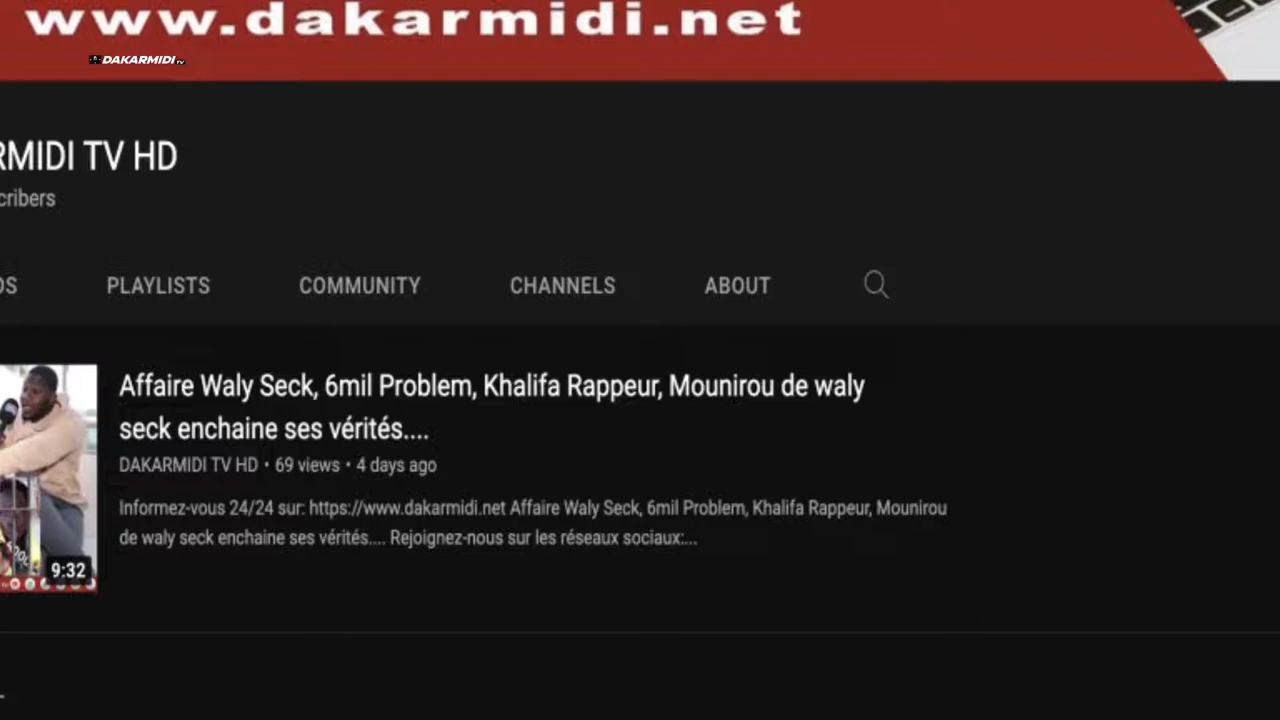 www.dakarmidi.net
DAKARMIDI TV
RMIDI TV HD
cribers
OS
PLAYLISTS
COMMUNITY
CHANNELS
ABOUT
Affaire Waly Seck, 6mil Problem, Khalifa Rappeur, Mounirou de waly
seck enchaine ses vérités....
DAKARMIDI TV HD • 69 views • 4 days ago
Informez-vous 24/24 sur: https://www.dakarmidi.net Affaire Waly Seck, 6mil Problem, Khalifa Rappeur, Mounirou
de waly seck enchaine ses vérités.... Rejoignez-nous sur les réseaux sociaux:...
9:32